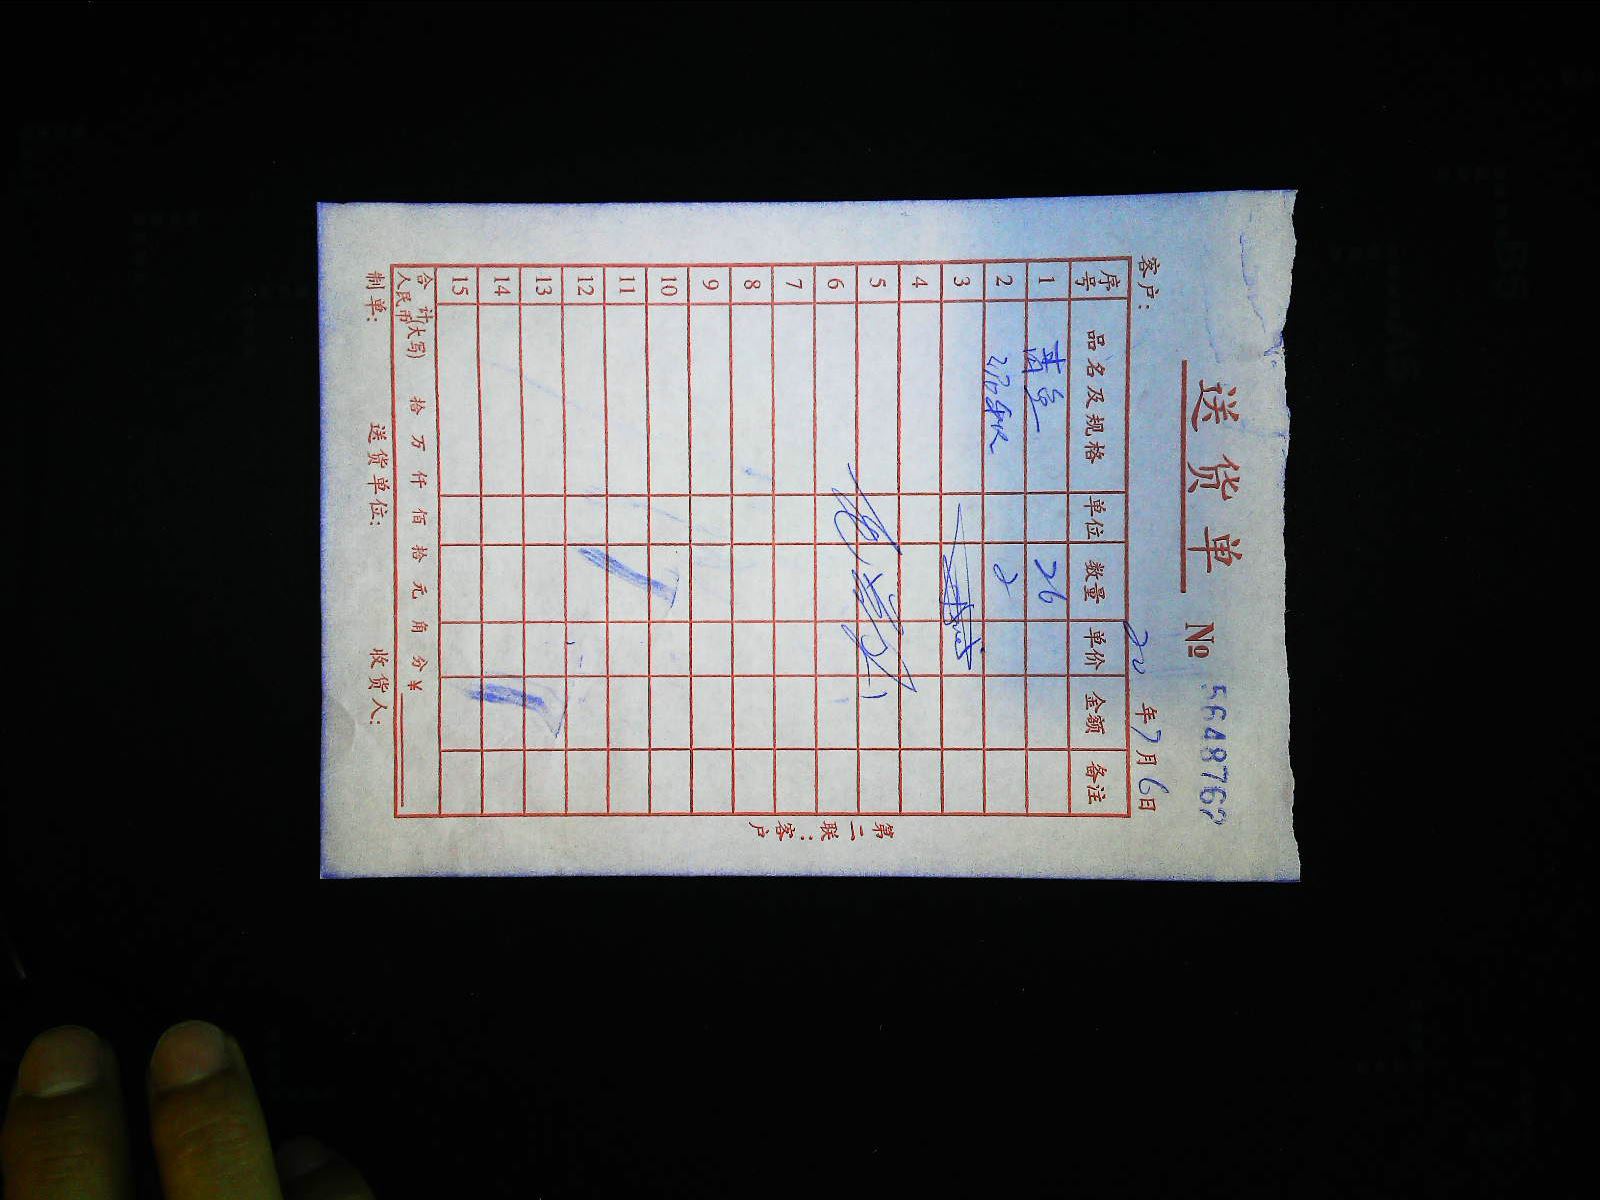 送货单 № 5648762
客户： 20 年 7 月 6 日
序号 品名及规格 单位 数量 单价 金额 备注
1 黄鱼 26
2 2
3
4
5
6
7
8
9
10
11
12
13
14
15
合计(大写)人民币 拾 万 仟 佰 拾 元 角 分 ¥
制单： 送货单位： 收货人：
第二联：客户